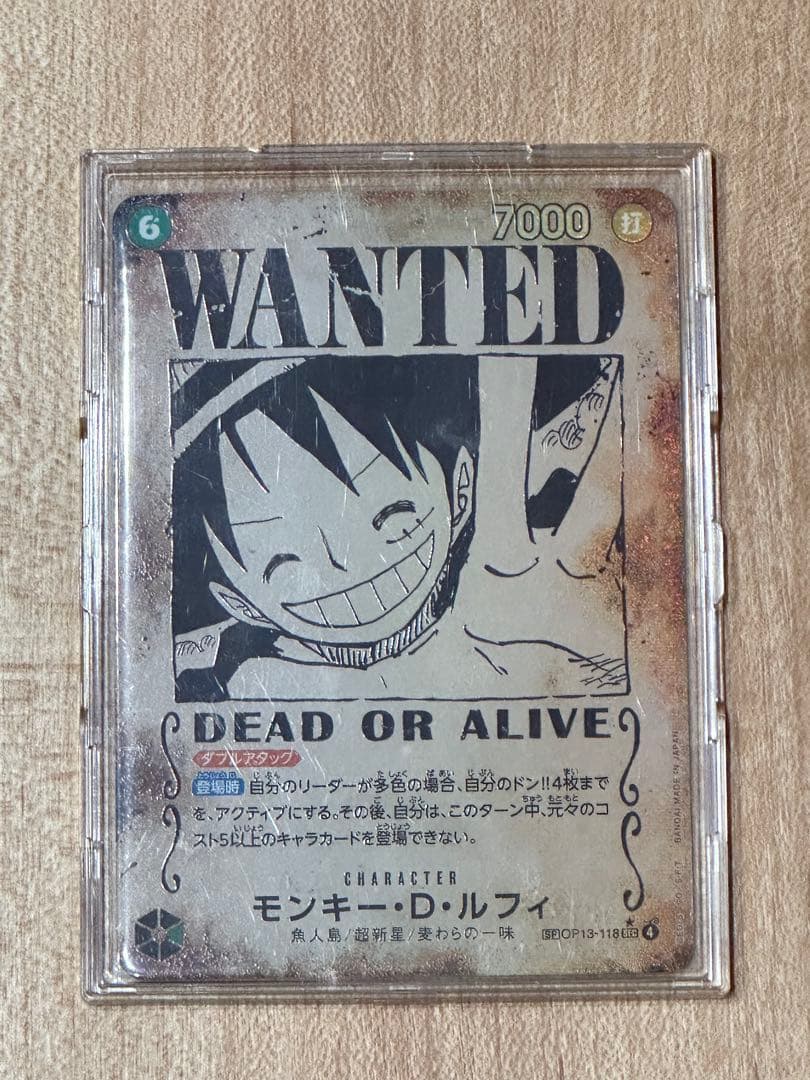 6
7000
打
WANTED
DEAD OR ALIVE
ダブルアタック
登場時 自分のリーダーが多色の場合、自分のドン!!4枚まで
を、アクティブにする。その後、自分は、このターン中、元々のコ
スト5以上のキャラカードを登場できない。
CHARACTER
モンキー・D・ルフィ
魚人島/超新星/麦わらの一味
SP OP13-118 SEC 4
BANDAI MADE IN JAPAN